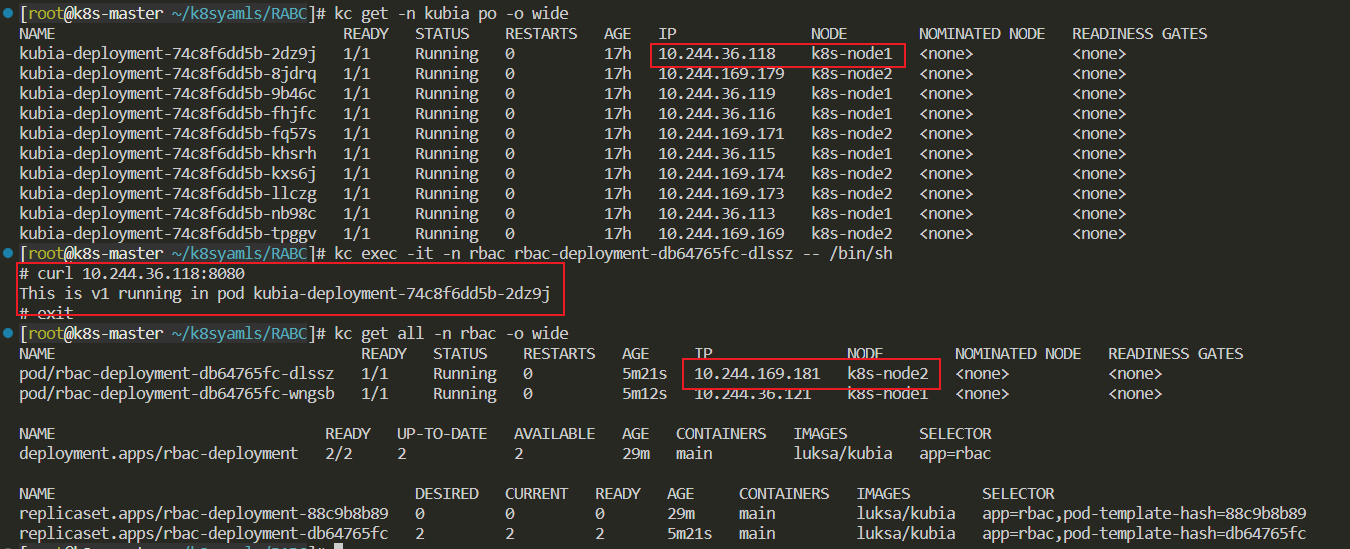 [root@k8s-master ~/k8syamls/RABC]# kc get -n kubia po -o wide
NAME READY STATUS RESTARTS AGE IP NODE NOMINATED NODE READINESS GATES
kubia-deployment-74c8f6dd5b-2dz9j 1/1 Running 0 17h 10.244.36.118 k8s-node1 <none> <none>
kubia-deployment-74c8f6dd5b-8jdrq 1/1 Running 0 17h 10.244.169.179 k8s-node2 <none> <none>
kubia-deployment-74c8f6dd5b-9b46c 1/1 Running 0 17h 10.244.36.119 k8s-node1 <none> <none>
kubia-deployment-74c8f6dd5b-fhjfc 1/1 Running 0 17h 10.244.36.116 k8s-node1 <none> <none>
kubia-deployment-74c8f6dd5b-fq57s 1/1 Running 0 17h 10.244.169.171 k8s-node2 <none> <none>
kubia-deployment-74c8f6dd5b-khsrh 1/1 Running 0 17h 10.244.36.115 k8s-node1 <none> <none>
kubia-deployment-74c8f6dd5b-kxs6j 1/1 Running 0 17h 10.244.169.174 k8s-node2 <none> <none>
kubia-deployment-74c8f6dd5b-llczg 1/1 Running 0 17h 10.244.169.173 k8s-node2 <none> <none>
kubia-deployment-74c8f6dd5b-nb98c 1/1 Running 0 17h 10.244.36.113 k8s-node1 <none> <none>
kubia-deployment-74c8f6dd5b-tpggv 1/1 Running 0 17h 10.244.169.169 k8s-node2 <none> <none>
[root@k8s-master ~/k8syamls/RABC]# kc exec -it -n rbac rbac-deployment-db64765fc-dlssz -- /bin/sh
# curl 10.244.36.118:8080
This is v1 running in pod kubia-deployment-74c8f6dd5b-2dz9j
# exit
[root@k8s-master ~/k8syamls/RABC]# kc get all -n rbac -o wide
NAME READY STATUS RESTARTS AGE IP NODE NOMINATED NODE READINESS GATES
pod/rbac-deployment-db64765fc-dlssz 1/1 Running 0 5m21s 10.244.169.181 k8s-node2 <none> <none>
pod/rbac-deployment-db64765fc-wngsb 1/1 Running 0 5m12s 10.244.36.121 k8s-node1 <none> <none>
NAME READY UP-TO-DATE AVAILABLE AGE CONTAINERS IMAGES SELECTOR
deployment.apps/rbac-deployment 2/2 2 2 29m main luksa/kubia app=rbac
NAME DESIRED CURRENT READY AGE CONTAINERS IMAGES SELECTOR
replicaset.apps/rbac-deployment-88c9b8b89 0 0 0 29m main luksa/kubia app=rbac,pod-template-hash=88c9b8b89
replicaset.apps/rbac-deployment-db64765fc 2 2 2 5m21s main luksa/kubia app=rbac,pod-template-hash=db64765fc
[root@k8s-master ~/k8syamls/RABC]#